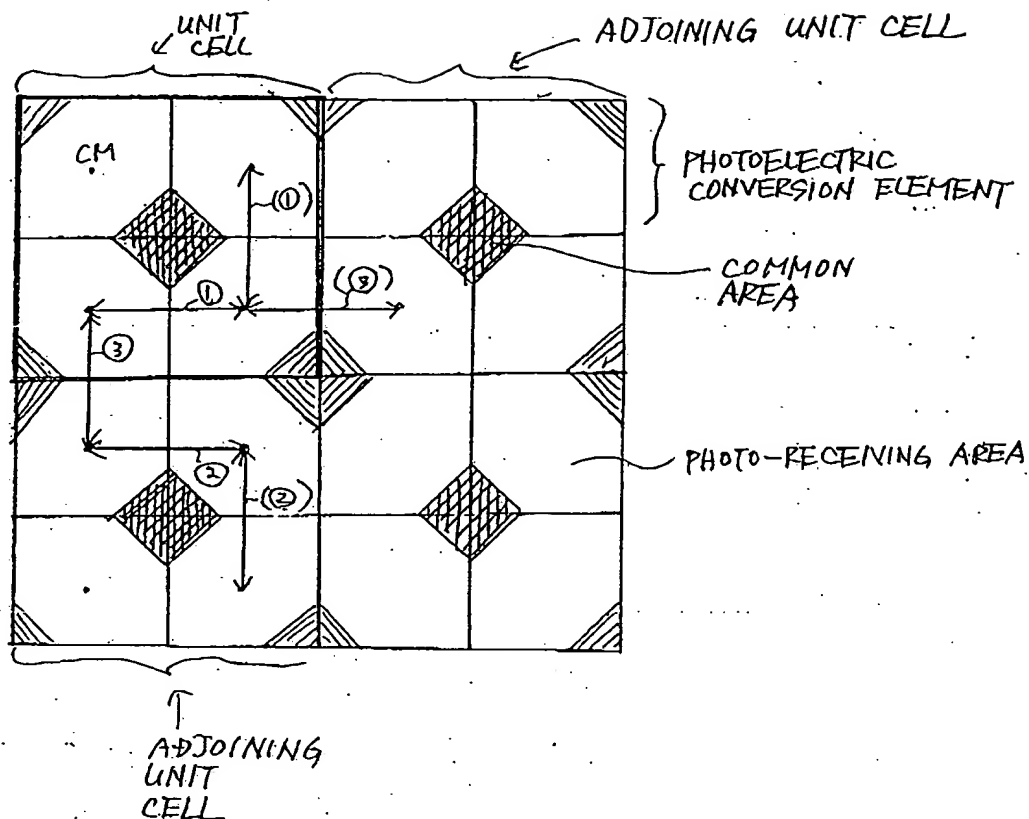 UNIT
CELL
ADJOINING UNIT CELL
CM
PHOTOELECTRIC
CONVERSION ELEMENT
(①)
COMMON
AREA
①
(③)
③
②
(②)
PHOTO-RECEIVING AREA
ADJOINING
UNIT
CELL